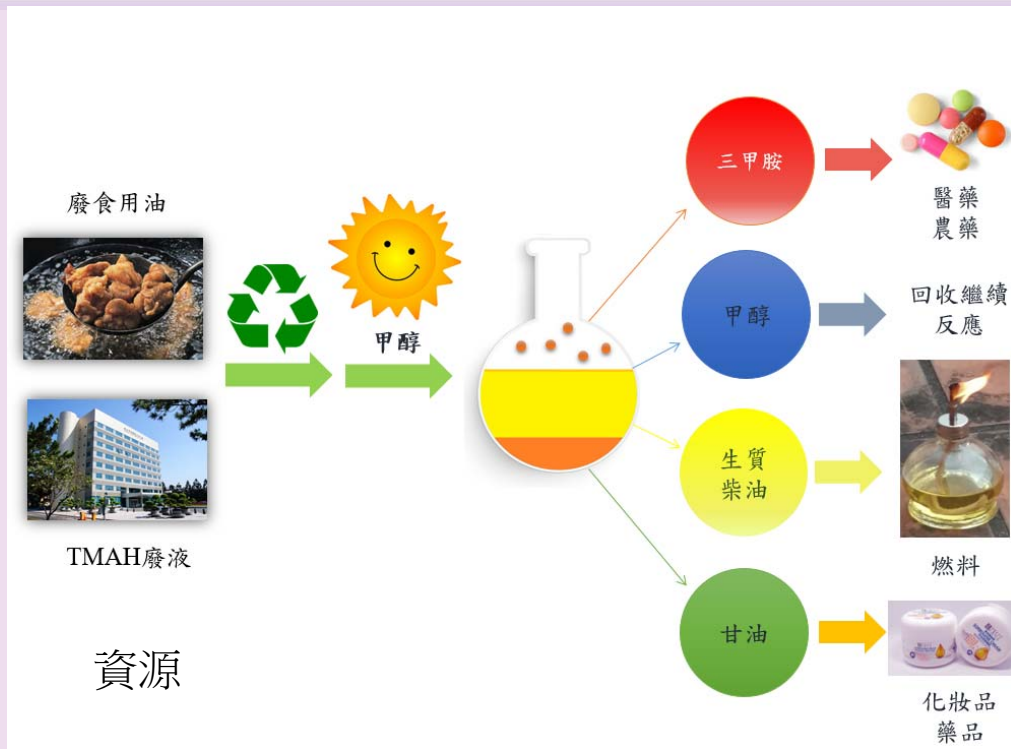 廢食用油
TMAH廢液
資源
甲醇
三甲胺
醫藥
農藥
甲醇
回收繼續
反應
生質
柴油
燃料
甘油
化妝品
藥品